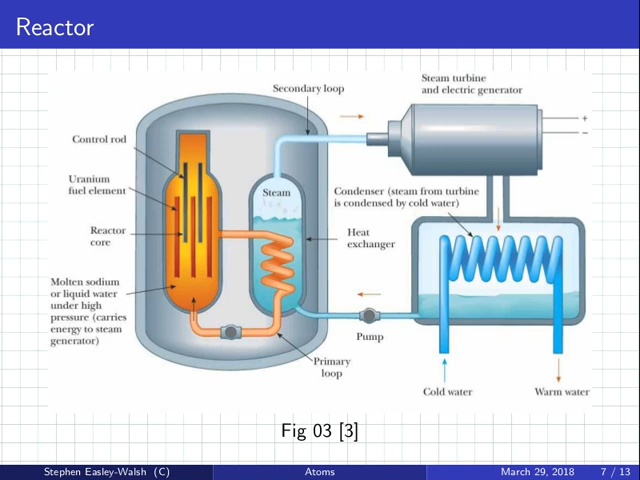 Reactor
Steam turbine
and electric generator
Secondary loop
+
−
Control rod
Uranium
fuel element
Steam
Condenser (steam from turbine
is condensed by cold water)
Reactor
core
Heat
exchanger
Molten sodium
or liquid water
under high
pressure (carries
energy to steam
generator)
Pump
Primary
loop
Cold water
Warm water
Fig 03 [3]
Stephen Easley-Walsh (C)
Atoms
March 29, 2018
7 / 13